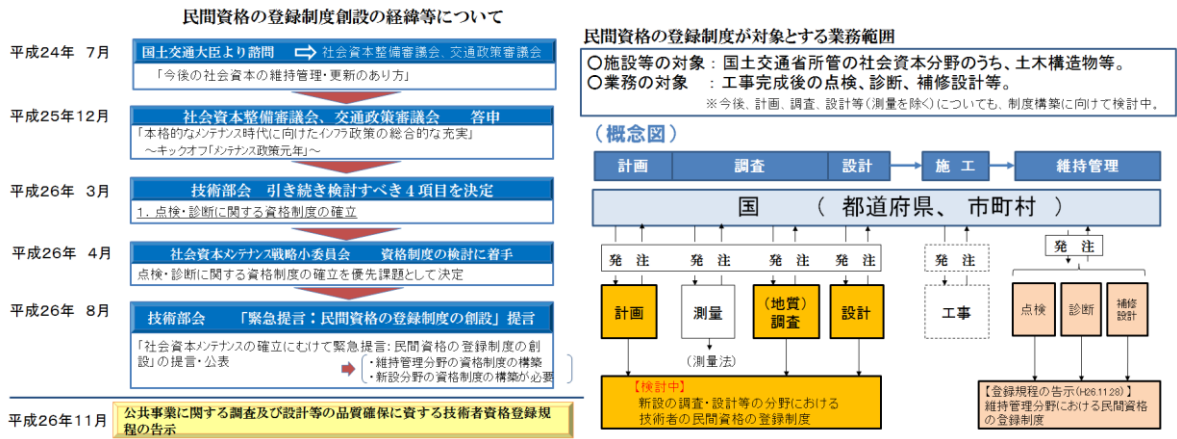 民間資格の登録制度創設の経緯等について
平成24年 7月
国土交通大臣より諮問 ⇨ 社会資本整備審議会、交通政策審議会
「今後の社会資本の維持管理・更新のあり方」
平成25年12月
社会資本整備審議会、交通政策審議会 答申
「本格的なメンテナンス時代に向けたインフラ政策の総合的な充実」
～キックオフ「メンテナンス政策元年」～
平成26年 3月
技術部会 引き続き検討すべき4項目を決定
1. 点検・診断に関する資格制度の確立
平成26年 4月
社会資本メンテナンス戦略小委員会 資格制度の検討に着手
点検・診断に関する資格制度の確立を優先課題として決定
平成26年 8月
技術部会 「緊急提言：民間資格の登録制度の創設」提言
「社会資本メンテナンスの確立にむけて緊急提言：民間資格の登録制度の創
設」の提言・公表
・維持管理分野の資格制度の構築
・新設分野の資格制度の構築が必要
平成26年11月
公共事業に関する調査及び設計等の品質確保に資する技術者資格登録規
程の告示
民間資格の登録制度が対象とする業務範囲
〇施設等の対象：国土交通省所管の社会資本分野のうち、土木構造物等。
〇業務の対象 ：工事完成後の点検、診断、補修設計等。
※今後、計画、調査、設計等（測量を除く）についても、制度構築に向けて検討中。
（概念図）
計画 調査 設計 施工 維持管理
国 （ 都道府県、市町村 ）
発注 発注 発注 発注 発注 発注
計画 測量 （地質）調査 設計 工事 点検 診断 補修設計
（測量法）
【検討中】
新設の調査・設計等の分野における
技術者の民間資格の登録制度
【登録規程の告示(H26.11.28)】
維持管理分野における民間資格
の登録制度